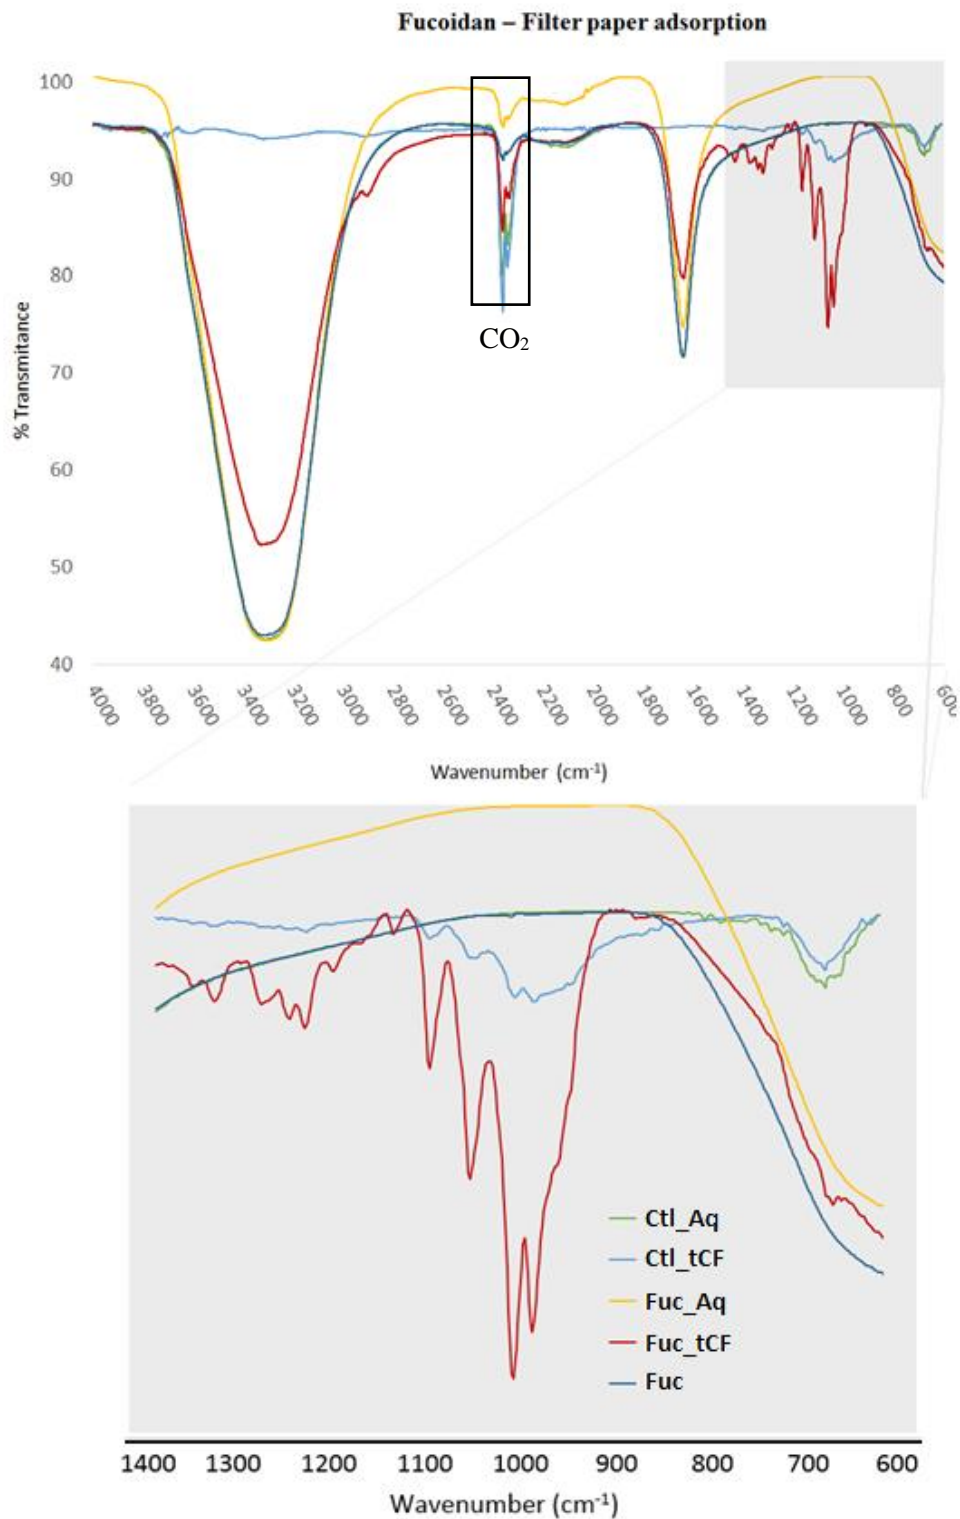 Fucoidan – Filter paper adsorption
100
90
80
70
60
50
40
% Transmitance
CO2
4000 3800 3600 3400 3200 3000 2800 2600 2400 2200 2000 1800 1600 1400 1200 1000 800 600
Wavenumber (cm-1)
Ctl_Aq
Ctl_tCF
Fuc_Aq
Fuc_tCF
Fuc
1400 1300 1200 1100 1000 900 800 700 600
Wavenumber (cm-1)